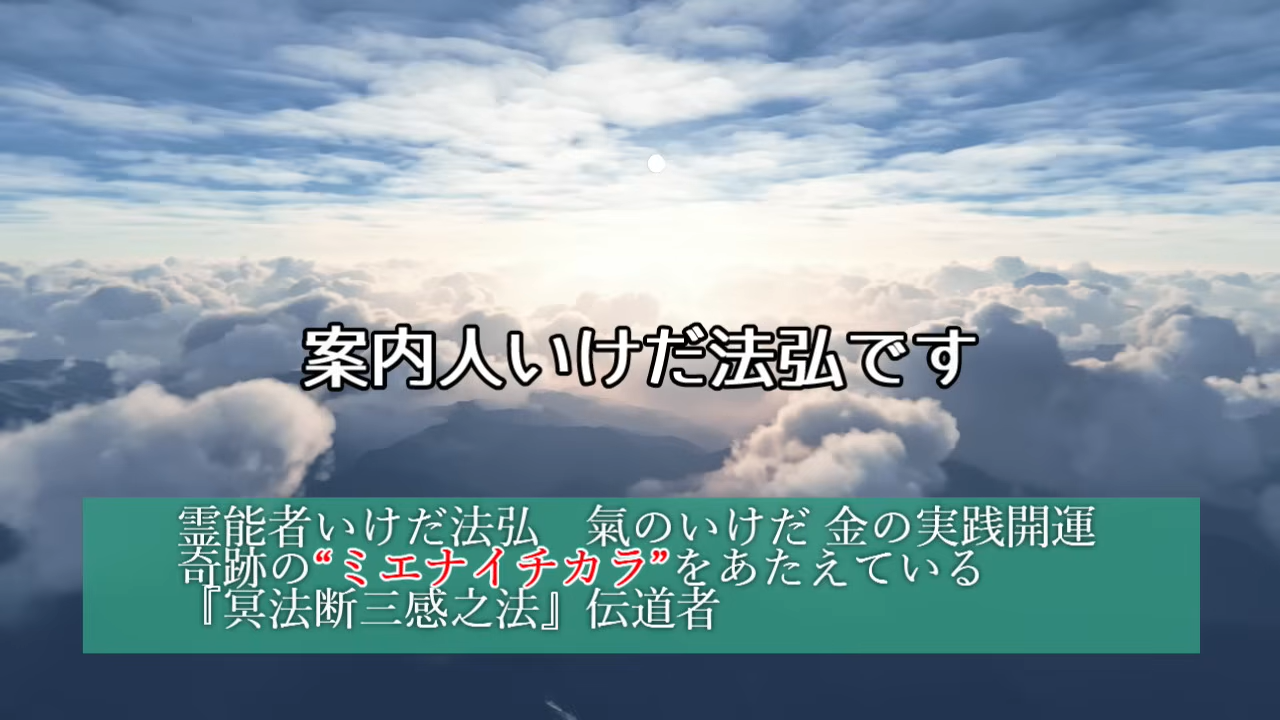 案内人いけだ法弘です
霊能者いけだ法弘　氣のいけだ 金の実践開運
奇跡の“ミエナイチカラ”をあたえている
『冥法断三感之法』伝道者